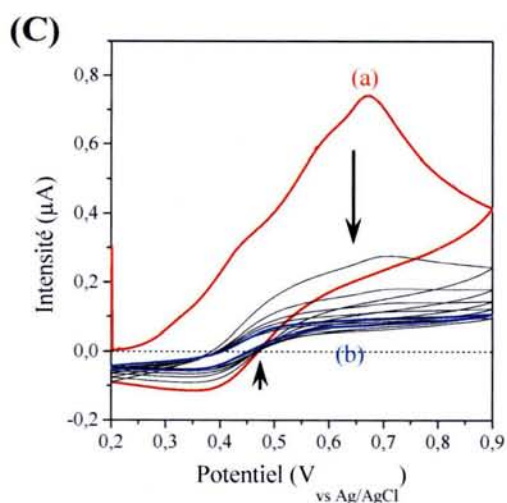 (C)
(a)
(b)
Intensité (µA)
0,8
0,6
0,4
0,2
0,0
-0,2
0,2 0,3 0,4 0,5 0,6 0,7 0,8 0,9
Potentiel (V vs Ag/AgCl)